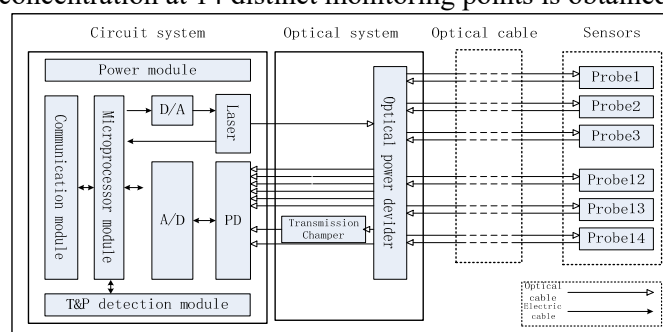 concentration at 14 distinct monitoring points is obtained
Circuit system
Optical system
Optical cable
Sensors
Power module
Communication module
Microprocessor module
D/A
Laser
A/D
PD
T&P detection module
Transmission
Champer
Optical power devider
Probe1
Probe2
Probe3
Probe12
Probe13
Probe14
Optical
cable
Electric
cable